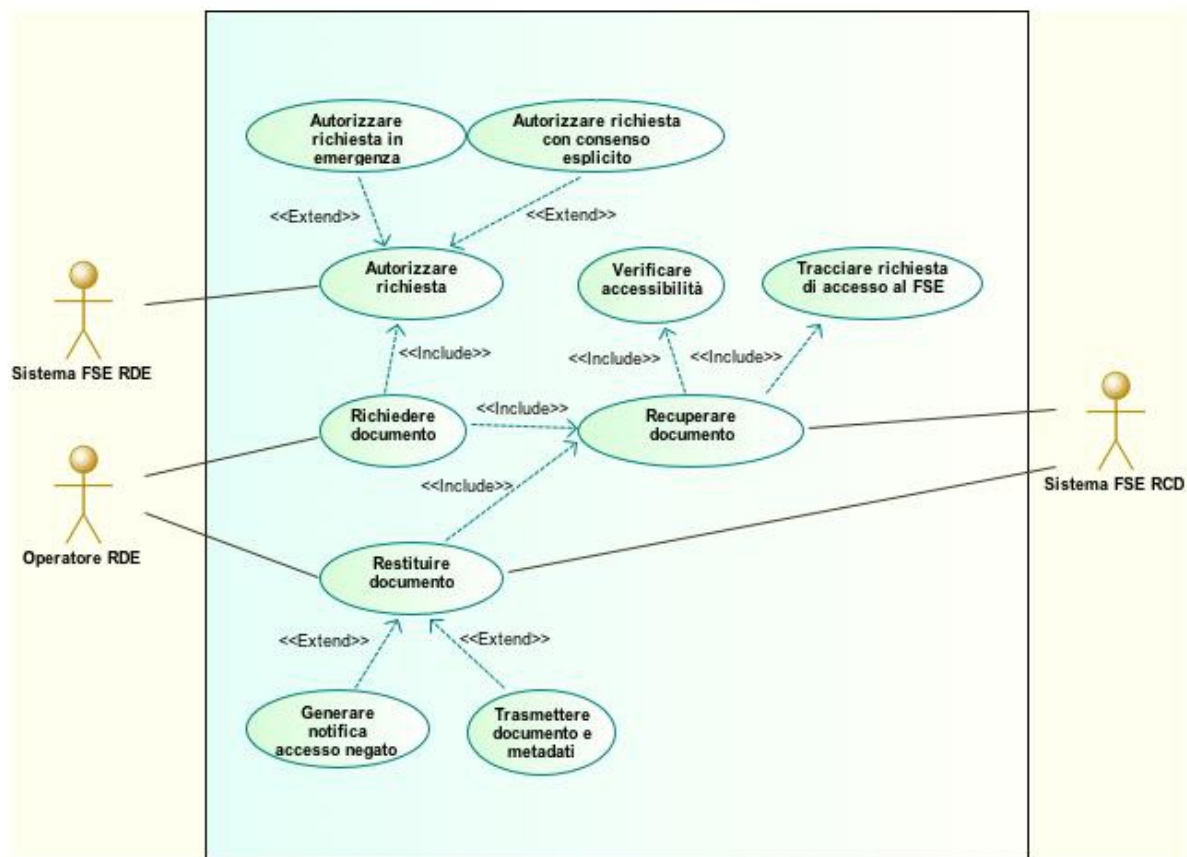 Autorizzare
richiesta in
emergenza
Autorizzare richiesta
con consenso
esplicito
<<Extend>>
<<Extend>>
Autorizzare
richiesta
Verificare
accessibilità
Tracciare richiesta
di accesso al FSE
Sistema FSE RDE
<<Include>>
<<Include>>
<<Include>>
Richiedere
documento
<<Include>>
Recuperare
documento
Sistema FSE RCD
<<Include>>
Operatore RDE
Restituire
documento
<<Extend>>
<<Extend>>
Generare
notifica
accesso negato
Trasmettere
documento e
metadati